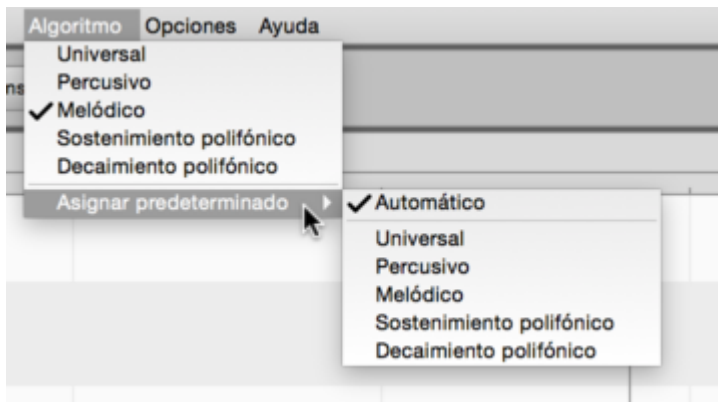 Algoritmo Opciones Ayuda
Universal
ns
Percusivo
✓ Melódico
Sostenimiento polifónico
Decaimiento polifónico
Asignar predeterminado
✓ Automático
Universal
Percusivo
Melódico
Sostenimiento polifónico
Decaimiento polifónico